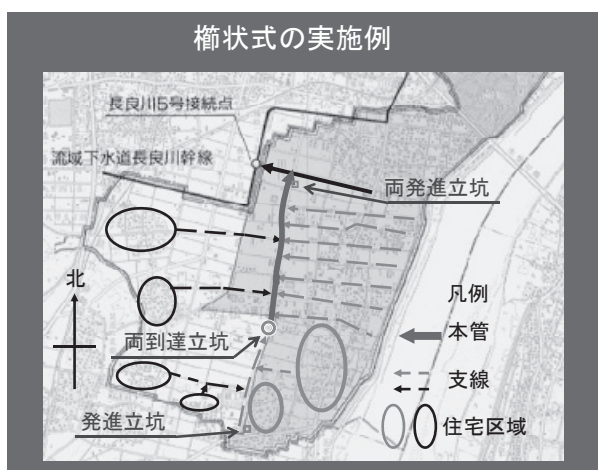 櫛状式の実施例
長良川5号接続点
流域下水道長良川幹線
両発進立坑
北
凡例
本管
両到達立坑
支線
発進立坑
住宅区域